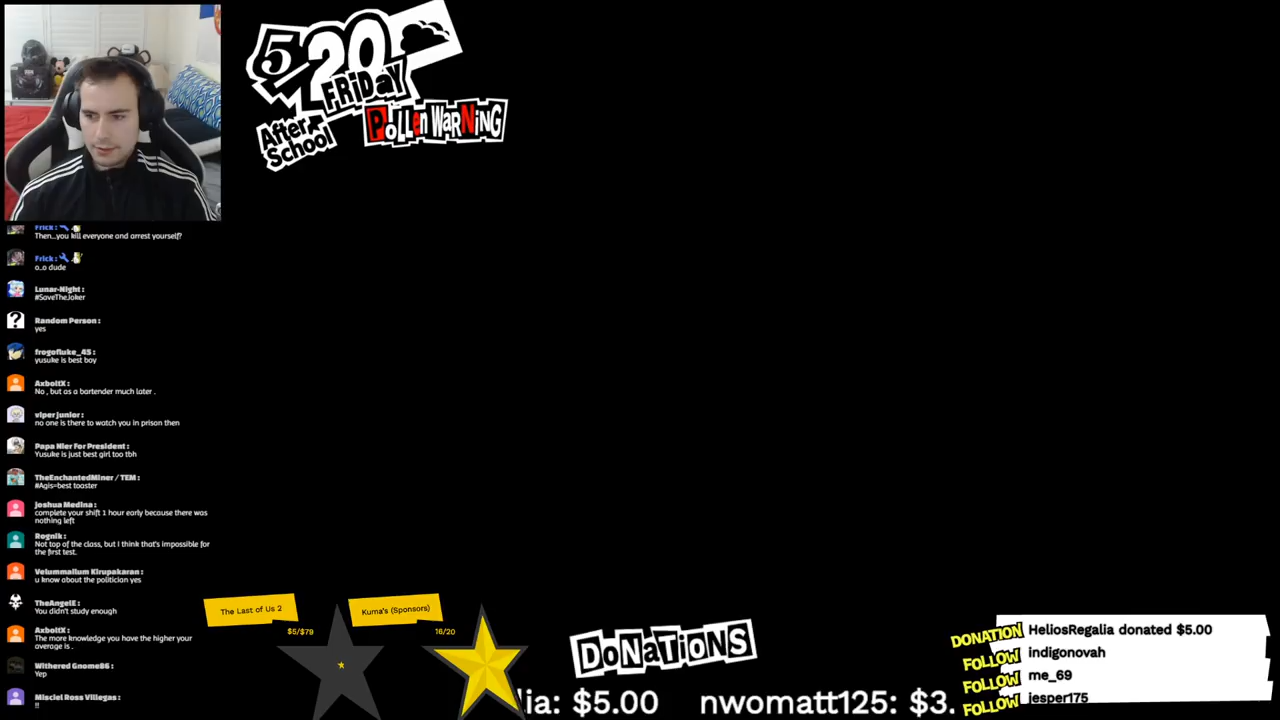 5/20
FRiDaY
After School
Pollen WaRNiNG
Frick :
Then...you kill everyone and arrest yourself?
Frick :
o..o dude
Lunar-Night :
#SaveTheJoker
Random Person :
yes
frogofluke_45 :
yusuke is best boy
AxboltX :
No , but as a bartender much later .
viper junior :
no one is there to watch you in prison then
Papa Nier For President :
Yusuke is just best girl too tbh
TheEnchantedMiner / TEM :
#Agis=best toaster
joshua Medina :
complete your shift 1 hour early because there was
nothing left
Rognik :
Not top of the class, but I think that's impossible for
the first test.
Velummailum Kirupakaran :
u know about the politician yes
TheAngelE :
You didn't study enough
AxboltX :
The more knowledge you have the higher your
average is .
Withered Gnome86 :
Yep
Misciel Ross Villegas :
!!
The Last of Us 2
$5/$79
Kuma's (Sponsors)
16/20
DoNaTiONS
lia: $5.00 nwomatt125: $3.
DONATION HeliosRegalia donated $5.00
FOLLOW indigonovah
FOLLOW me_69
FOLLOW jesper175